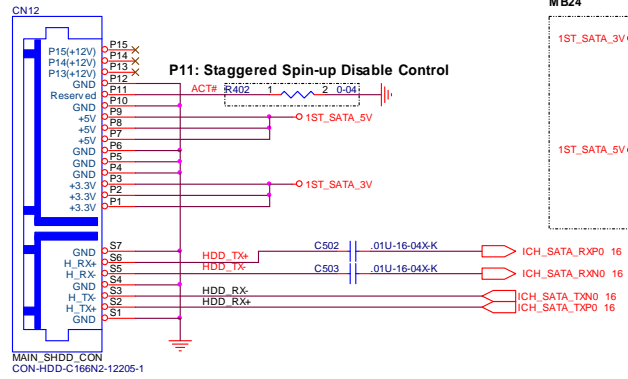 MB24
CN12
1ST_SATA_3V
P15(+12V) P15
P14(+12V) P14
P13(+12V) P13
GND P12
P11: Staggered Spin-up Disable Control
Reserved P11 ACT# R402 1 2 0-04
GND P10
+5V P9
+5V P8 1ST_SATA_5V
+5V P7
GND P6
GND P5
GND P4
1ST_SATA_5V
+3.3V P3 1ST_SATA_3V
+3.3V P2
+3.3V P1
GND S7
H_RX+ S6 HDD_TX+ C502 .01U-16-04X-K ICH_SATA_RXP0 16
H_RX- S5 HDD_TX- C503 .01U-16-04X-K ICH_SATA_RXN0 16
GND S4
H_TX- S3 HDD_RX- ICH_SATA_TXN0 16
H_TX+ S2 HDD_RX+ ICH_SATA_TXP0 16
GND S1
MAIN_SHDD_CON
CON-HDD-C166N2-12205-1